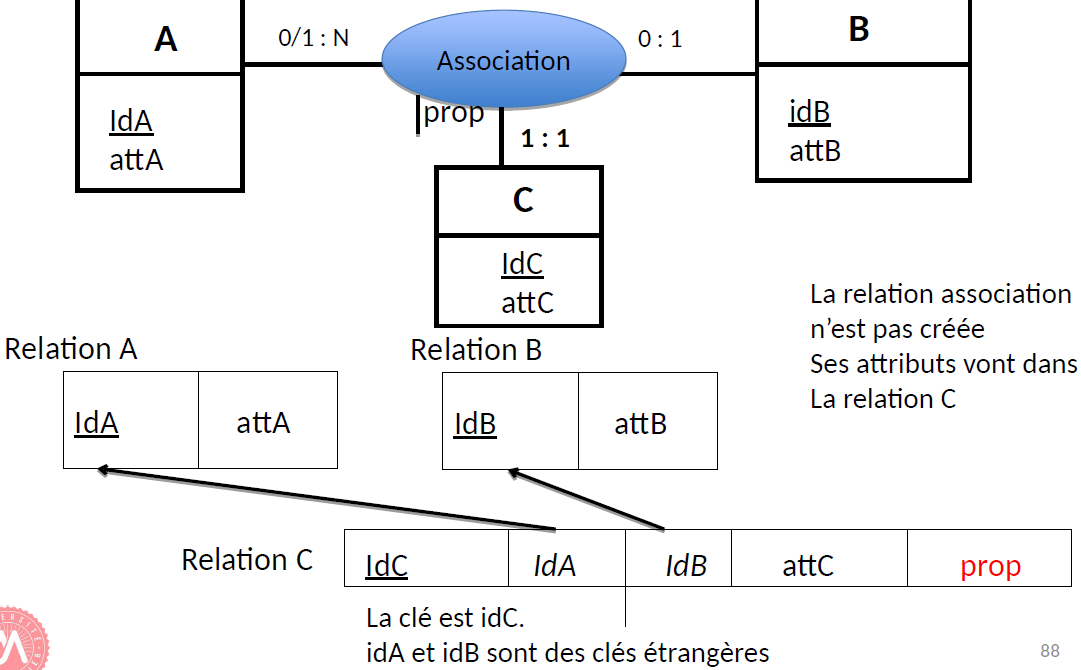 A
0/1 : N
Association
0 : 1
B
IdA
attA
prop
1 : 1
idB
attB
C
IdC
attC
La relation association
n’est pas créée
Ses attributs vont dans
La relation C
Relation A
Relation B
IdA
attA
IdB
attB
Relation C
IdC
IdA
IdB
attC
prop
La clé est idC.
idA et idB sont des clés étrangères
88